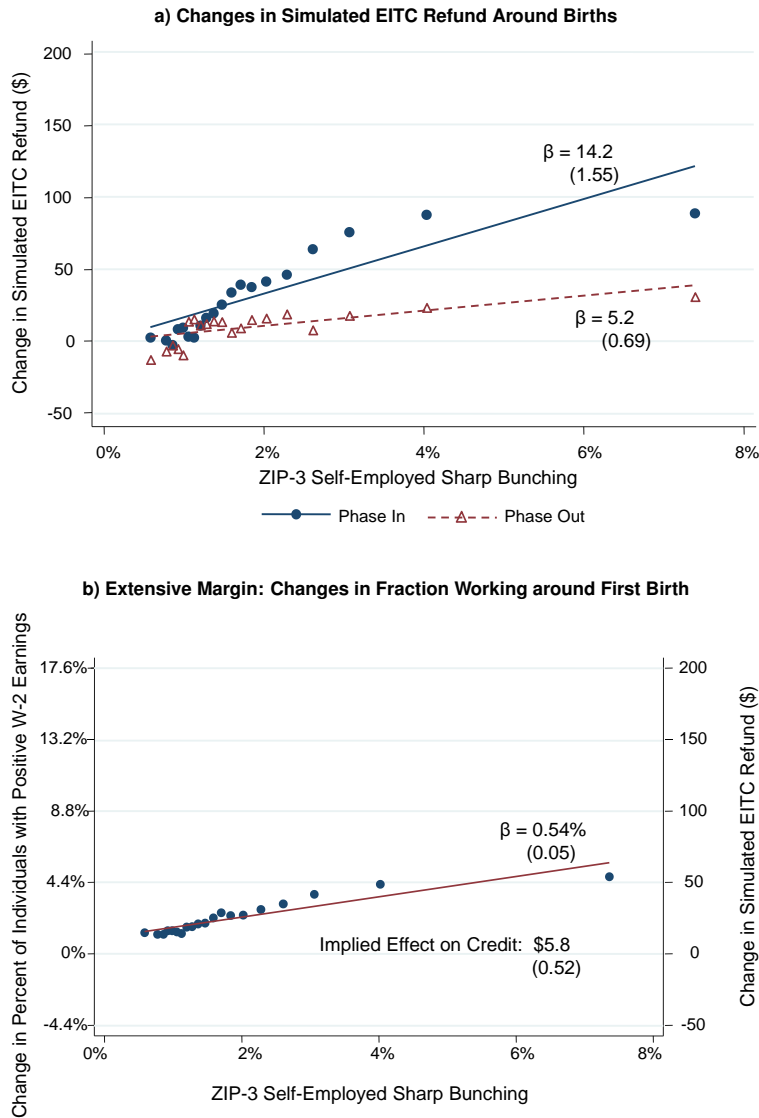 a) Changes in Simulated EITC Refund Around Births
Change in Simulated EITC Refund ($)
200
150
100
50
0
-50
β = 14.2
(1.55)
β = 5.2
(0.69)
0%
2%
4%
6%
8%
ZIP-3 Self-Employed Sharp Bunching
Phase In
Phase Out
b) Extensive Margin: Changes in Fraction Working around First Birth
Change in Percent of Individuals with Positive W-2 Earnings
17.6%
13.2%
8.8%
4.4%
0%
-4.4%
β = 0.54%
(0.05)
Implied Effect on Credit: $5.8
(0.52)
200
150
100
50
0
-50
Change in Simulated EITC Refund ($)
0%
2%
4%
6%
8%
ZIP-3 Self-Employed Sharp Bunching